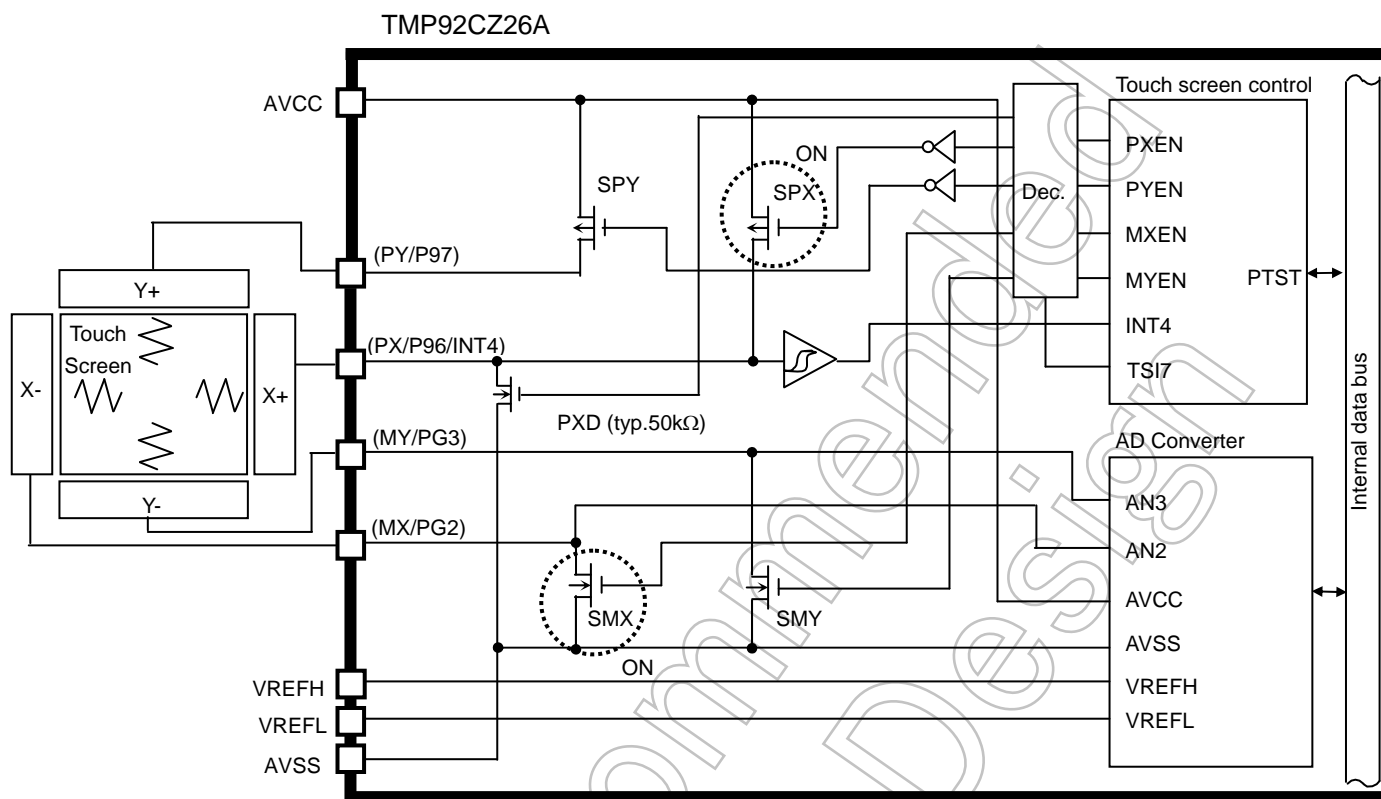 TMP92CZ26A
AVCC
Touch screen control
ON
PXEN
SPY
SPX
PYEN
Dec.
(PY/P97)
MXEN
Y+
MYEN
PTST
Touch
Screen
(PX/P96/INT4)
INT4
X-
X+
TSI7
PXD (typ.50kΩ)
(MY/PG3)
AD Converter
Internal data bus
Y-
AN3
(MX/PG2)
AN2
AVCC
SMX
SMY
AVSS
ON
VREFH
VREFH
VREFL
VREFL
AVSS
ommended
Design